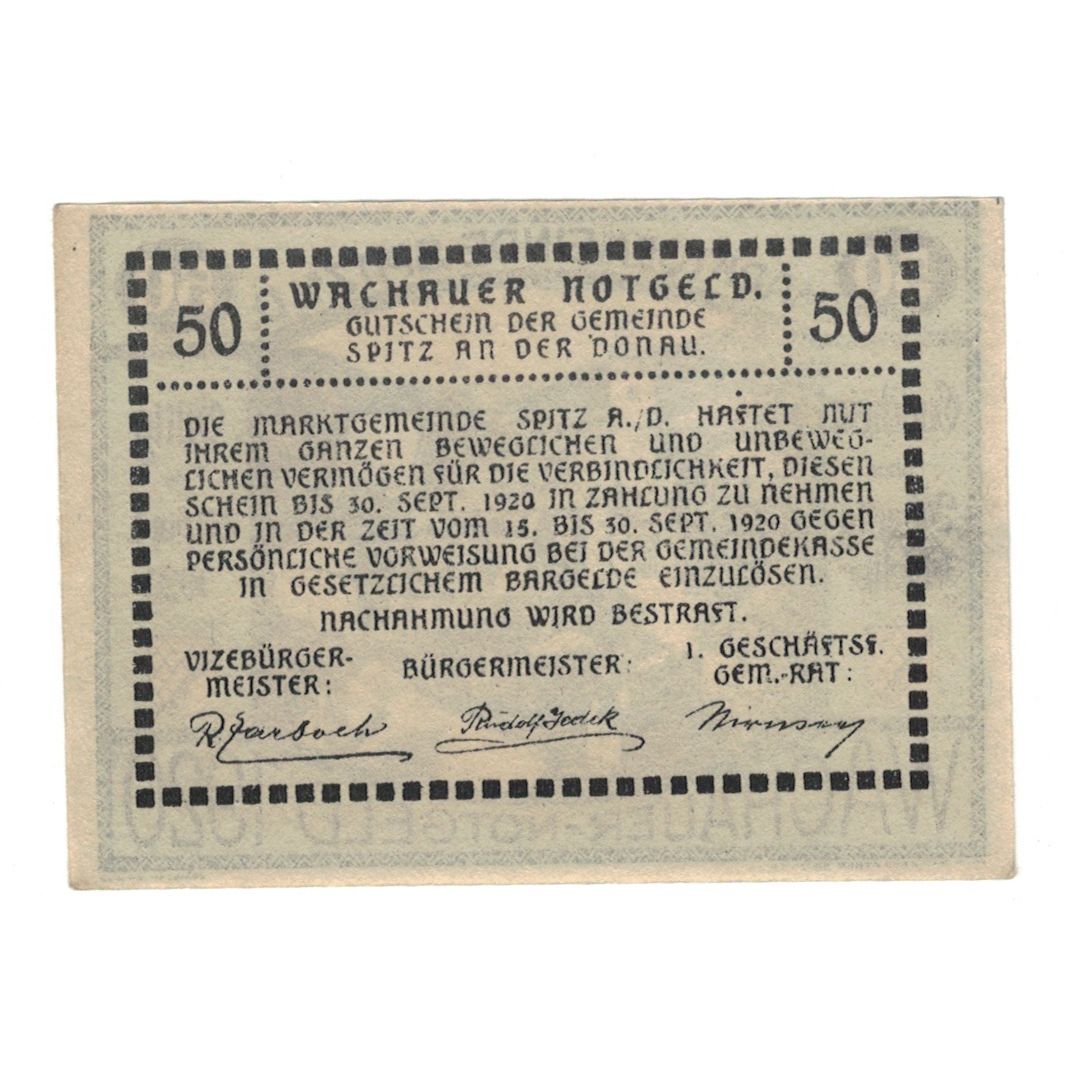 50
WACHAUER NOTGELD.
GUTSCHEIN DER GEMEINDE
SPITZ AN DER DONAU.
50
DIE MARKTGEMEINDE SPITZ A./D. HAFTET MIT
IHREM GANZEN BEWEGLICHEN UND UNBEWEG-
LICHEN VERMÖGEN FÜR DIE VERBINDLICHKEIT, DIESEN
SCHEIN BIS 30. SEPT. 1920 IN ZAHLUNG ZU NEHMEN
UND IN DER ZEIT VOM 15. BIS 30. SEPT. 1920 GEGEN
PERSÖNLICHE VORWEISUNG BEI DER GEMEINDEKASSE
IN GESETZLICHEM BARGELDE EINZULÖSEN.
NACHAHMUNG WIRD BESTRAFT.
VIZEBÜRGER-
MEISTER:
BÜRGERMEISTER:
1. GESCHÄFTSF.
GEM.-RAT:
Rudolf
WACHAUER-NOTGELD 1920